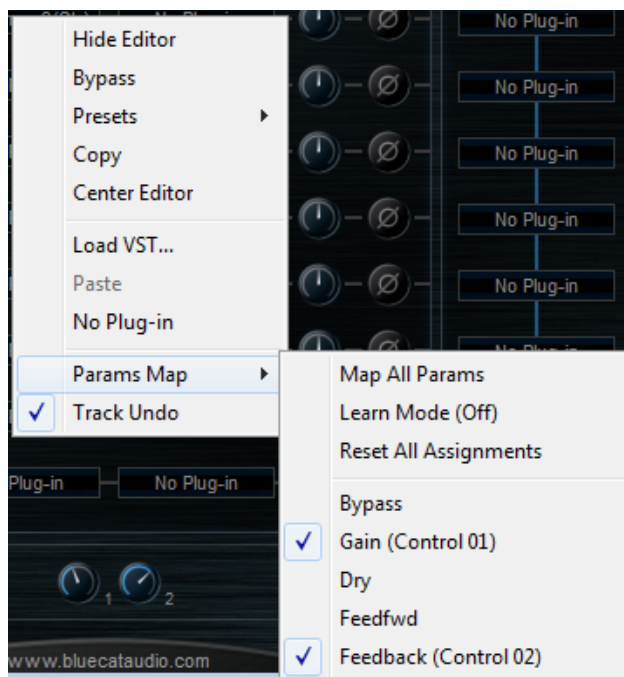 No Plug-in
No Plug-in
No Plug-in
No Plug-in
No Plug-in
Hide Editor
Bypass
Presets
Copy
Center Editor
Load VST...
Paste
No Plug-in
Params Map
Track Undo
Map All Params
Learn Mode (Off)
Reset All Assignments
Bypass
Gain (Control 01)
Dry
Feedfwd
Feedback (Control 02)
Plug-in
No Plug-in
1
2
www.bluecataudio.com